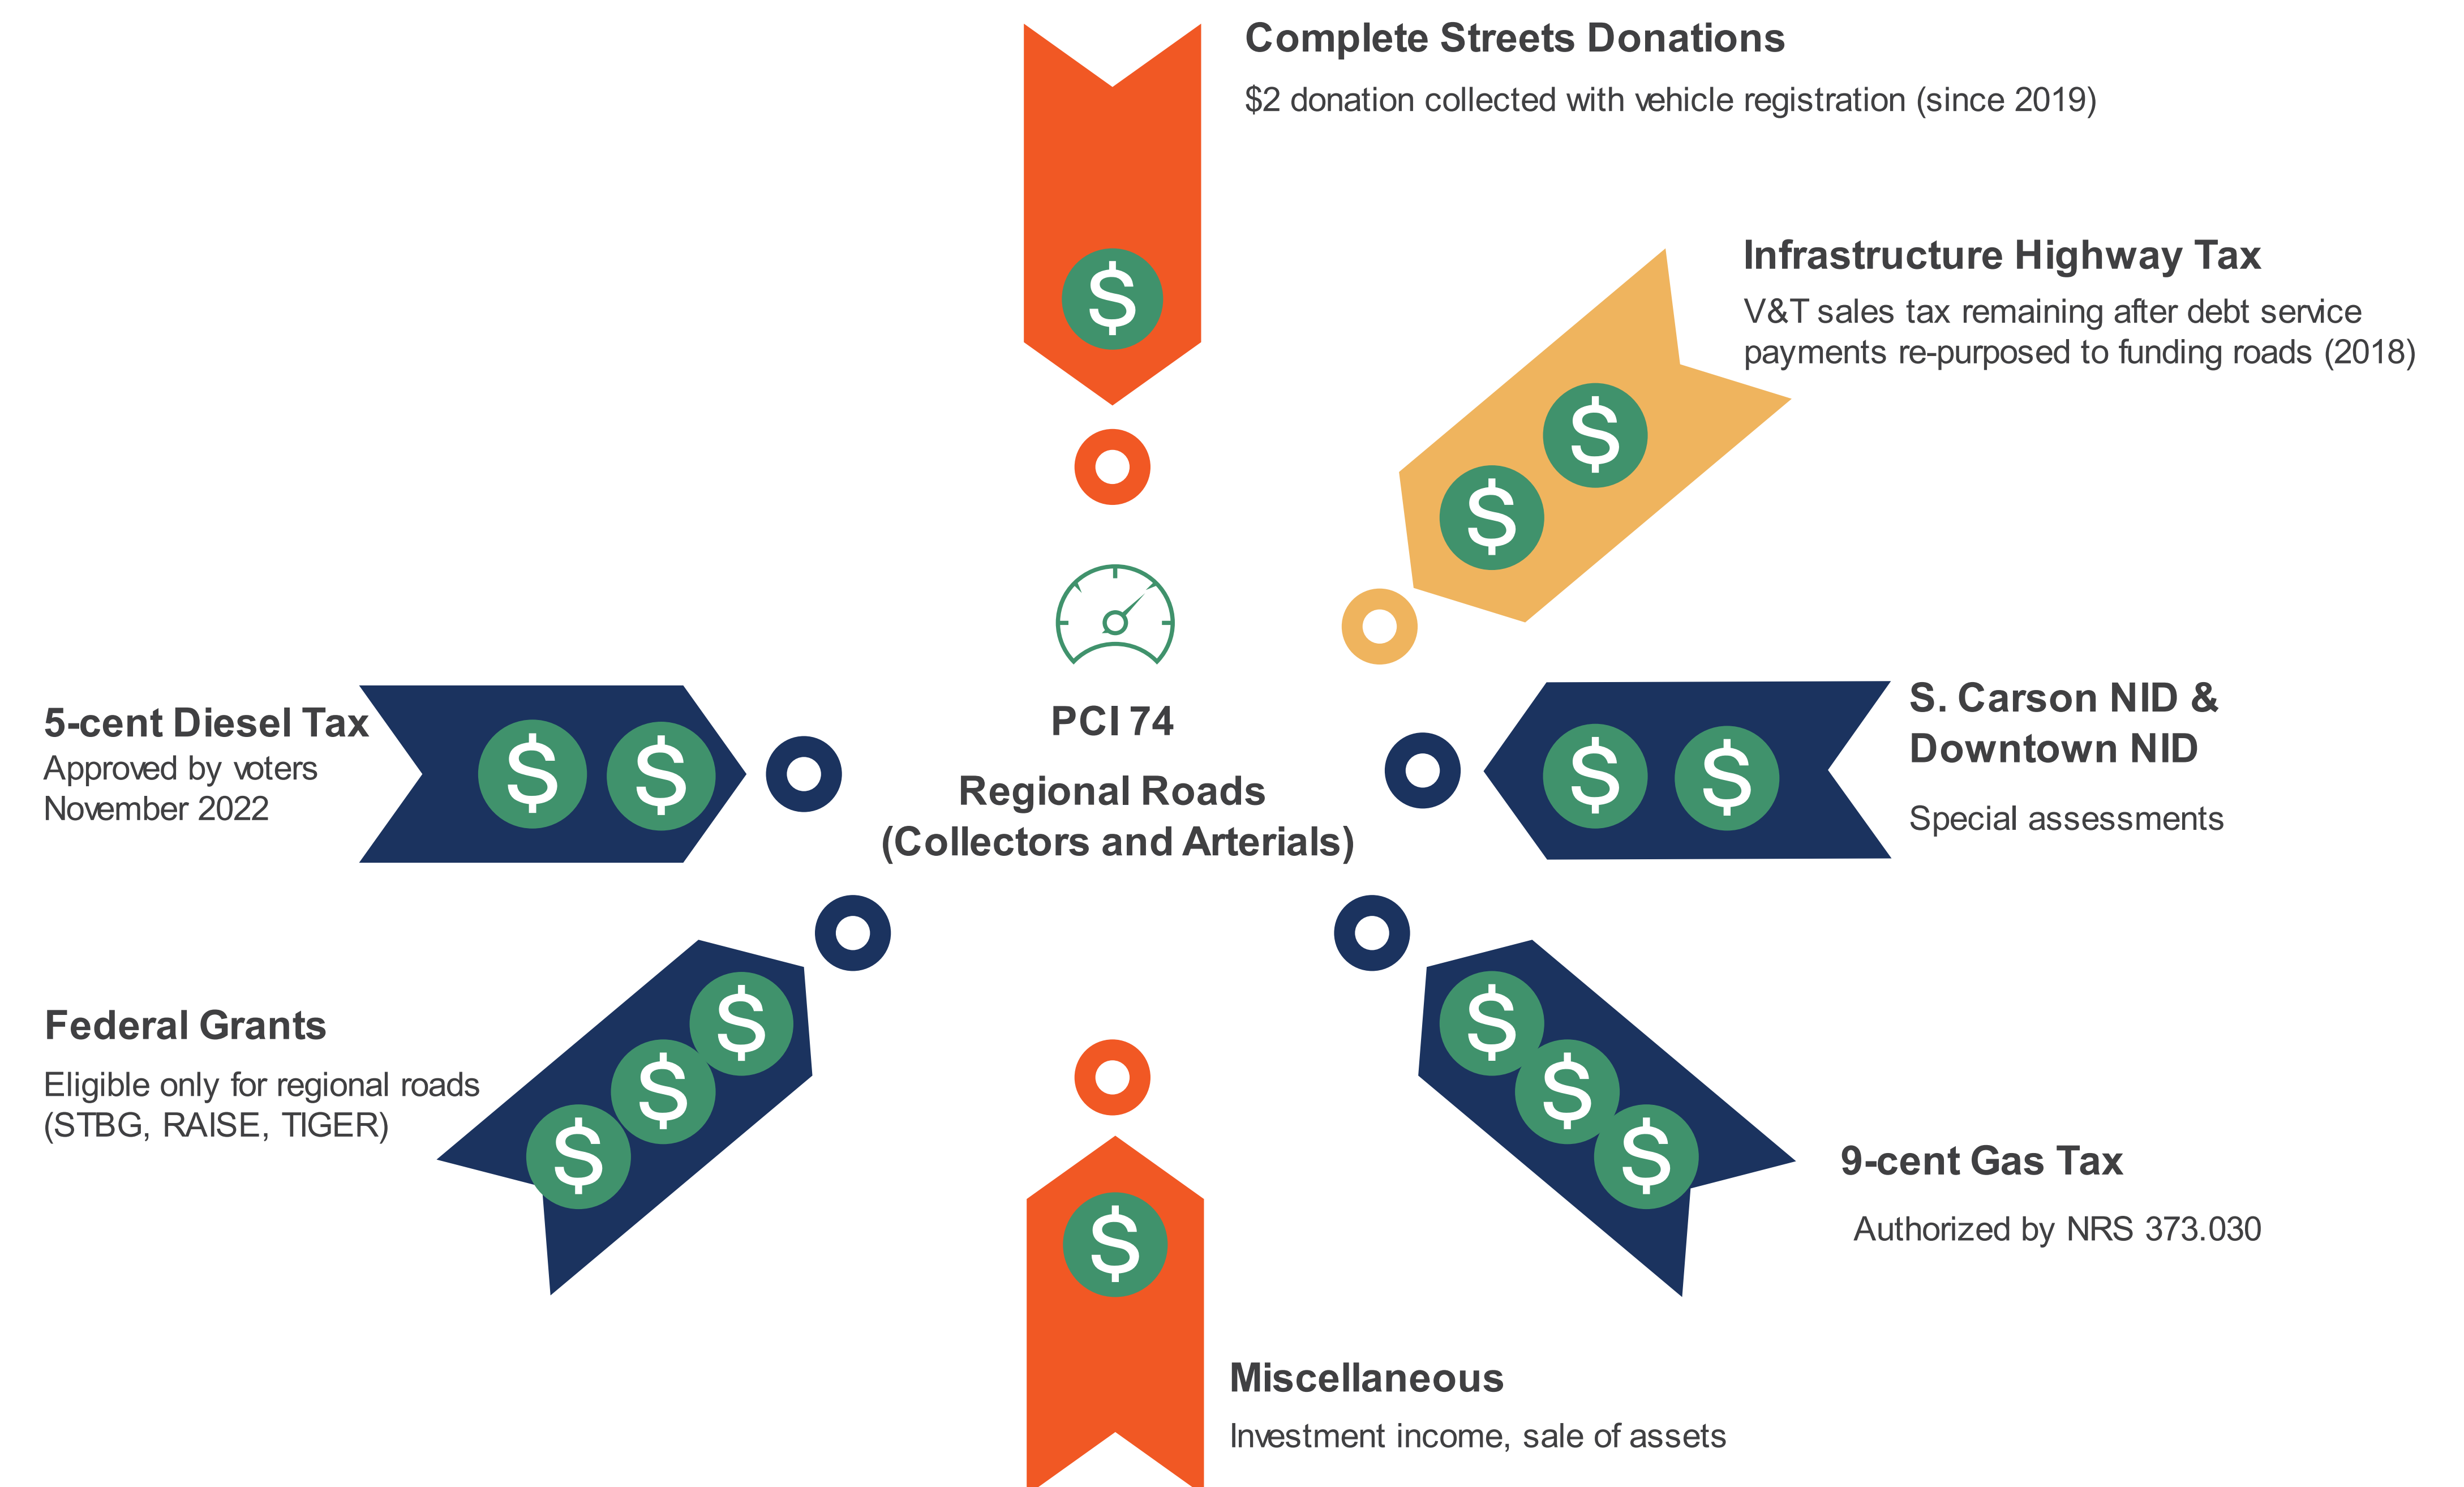 Complete Streets Donations
$2 donation collected with vehicle registration (since 2019)
$
Infrastructure Highway Tax
V&T sales tax remaining after debt service
payments re-purposed to funding roads (2018)
$
$
5-cent Diesel Tax
Approved by voters
November 2022
$ $
PCI 74
Regional Roads
(Collectors and Arterials)
$ $
S. Carson NID &
Downtown NID
Special assessments
Federal Grants
Eligible only for regional roads
(STBG, RAISE, TIGER)
$
$
$
$
$
$
9-cent Gas Tax
Authorized by NRS 373.030
$
Miscellaneous
Investment income, sale of assets